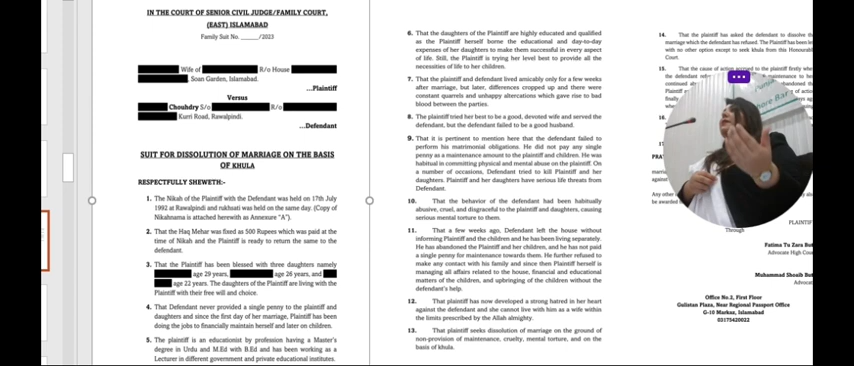 IN THE COURT OF SENIOR CIVIL JUDGE/FAMILY COURT,
(EAST) ISLAMABAD
Family Suit No. ______/2023
Wife of R/o House
, Soan Garden, Islamabad.
...Plaintiff
Versus
Chouhdry S/o R/o
Kurri Road, Rawalpindi.
...Defendant
SUIT FOR DISSOLUTION OF MARRIAGE ON THE BASIS
OF KHULA
RESPECTFULLY SHEWETH:-
1. The Nikah of the Plaintiff with the Defendant was held on 17th July
1992 at Rawalpindi and rukhsati was held on the same day. (Copy of
Nikahnama is attached herewith as Annexure "A").
2. That the Haq Mehar was fixed as 500 Rupees which was paid at the
time of Nikah and the Plaintiff is ready to return the same to the
defendant.
3. That the Plaintiff has been blessed with three daughters namely
age 29 years, age 26 years, and
age 22 years. The daughters of the Plaintiff are living with the
Plaintiff with their free will and choice.
4. That Defendant never provided a single penny to the plaintiff and
daughters and since the first day of her marriage, Plaintiff has been
doing the jobs to financially maintain herself and later on children.
5. The plaintiff is an educationist by profession having a Master's
degree in Urdu and M.Ed with B.Ed and has been working as a
Lecturer in different government and private educational institutes.
6. That the daughters of the Plaintiff are highly educated and qualified
as the Plaintiff herself borne the educational and day-to-day
expenses of her daughters to make them successful in every aspect
of life. Still, the Plaintiff is trying her level best to provide all the
necessities of life to her children.
7. That the plaintiff and defendant lived amicably only for a few weeks
after marriage, but later, differences cropped up and there were
constant quarrels and unhappy altercations which gave rise to bad
blood between the parties.
8. The plaintiff tried her best to be a good, devoted wife and served the
defendant, but the defendant failed to be a good husband.
9. That it is pertinent to mention here that the defendant failed to
perform his matrimonial obligations. He did not pay any single
penny as a maintenance amount to the plaintiff and children. He was
habitual in committing physical and mental abuse on the plaintiff. On
a number of occasions. Defendant tried to kill Plaintiff and her
daughters. Plaintiff and her daughters have serious life threats from
Defendant.
10. That the behavior of the defendant had been habitually
abusive, cruel, and disgraceful to the plaintiff and daughters, causing
serious mental torture to them.
11. That a few weeks ago, Defendant left the house without
informing Plaintiff and the children and he has been living separately.
He has abandoned the Plaintiff and her children, and he has not paid
a single penny for maintenance towards them. He further refused to
make any contact with his family and since then Plaintiff herself is
managing all affairs related to the house, financial and educational
matters of the children, and upbringing of the children without the
defendant's help.
12. That the plaintiff has now developed a strong hatred in her heart
against the defendant and she cannot live with him as a wife within
the limits prescribed by the Allah almighty.
13. That plaintiff seeks dissolution of marriage on the ground of
non-provision of maintenance, cruelty, mental torture, and on the
basis of khula.
14. That the plaintiff has asked the defendant to dissolve th
marriage which the defendant has refused. The Plaintiff has been le
with no other option except to seek khula from this Honourabl
Court.
15. That the cause of action accrued to the plaintiff firstly whe
the defendant
continued
Plaintiff
finally
16.
17
PRA
against
Any other
be awarded
PLAINTIF
Through
Fatima Tu Zara But
Advocate High Cou
Muhammad Shoaib But
Advocat
Office No.2, First Floor
Gulistan Plaza, Near Regional Passport Office
G-10 Markaz, Islamabad
03175420022